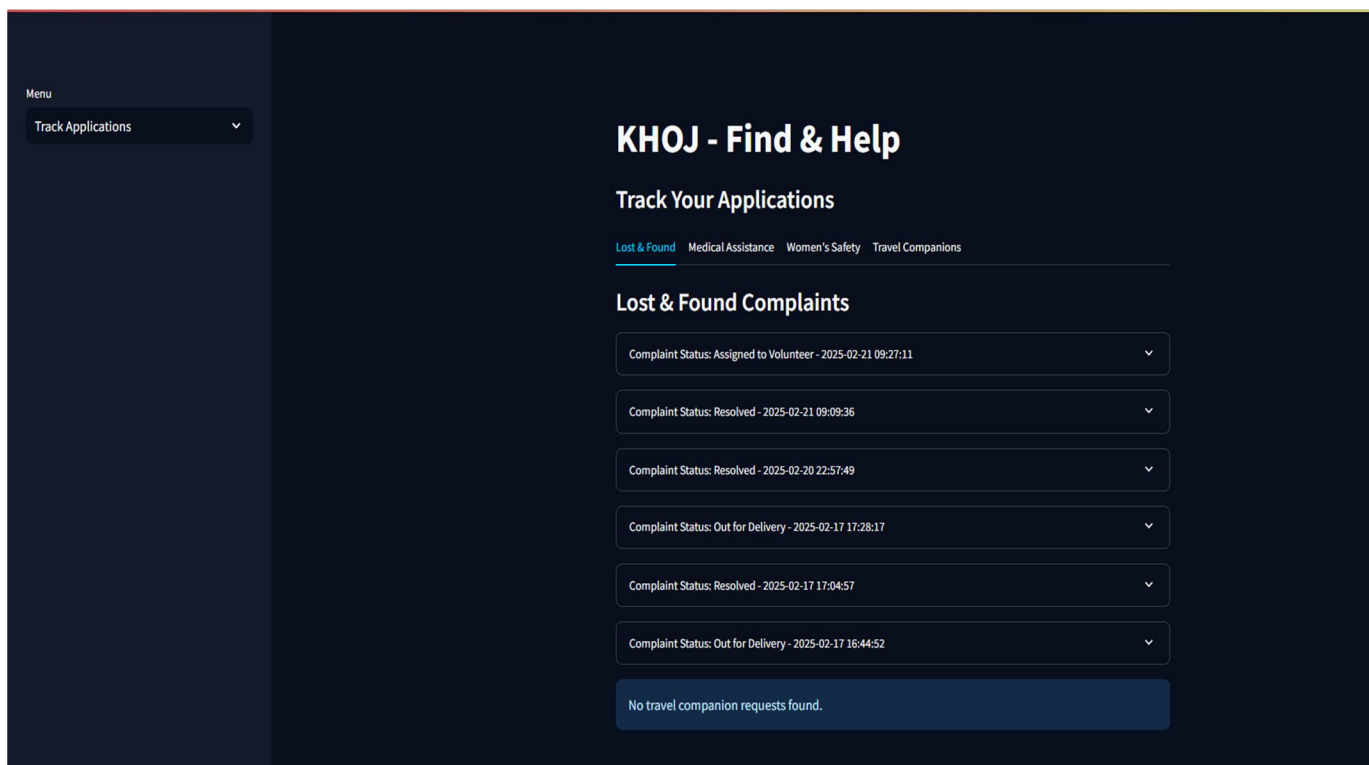 Menu
Track Applications
KHOJ - Find & Help
Track Your Applications
Lost & Found Medical Assistance Women's Safety Travel Companions
Lost & Found Complaints
Complaint Status: Assigned to Volunteer - 2025-02-21 09:27:11
Complaint Status: Resolved - 2025-02-21 09:09:36
Complaint Status: Resolved - 2025-02-20 22:57:49
Complaint Status: Out for Delivery - 2025-02-17 17:28:17
Complaint Status: Resolved - 2025-02-17 17:04:57
Complaint Status: Out for Delivery - 2025-02-17 16:44:52
No travel companion requests found.